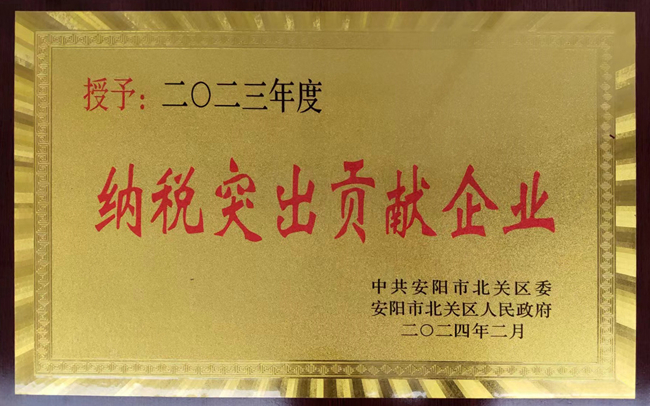 授予：二〇二三年度
纳税突出贡献企业
中共安阳市北关区委
安阳市北关区人民政府
二〇二四年二月